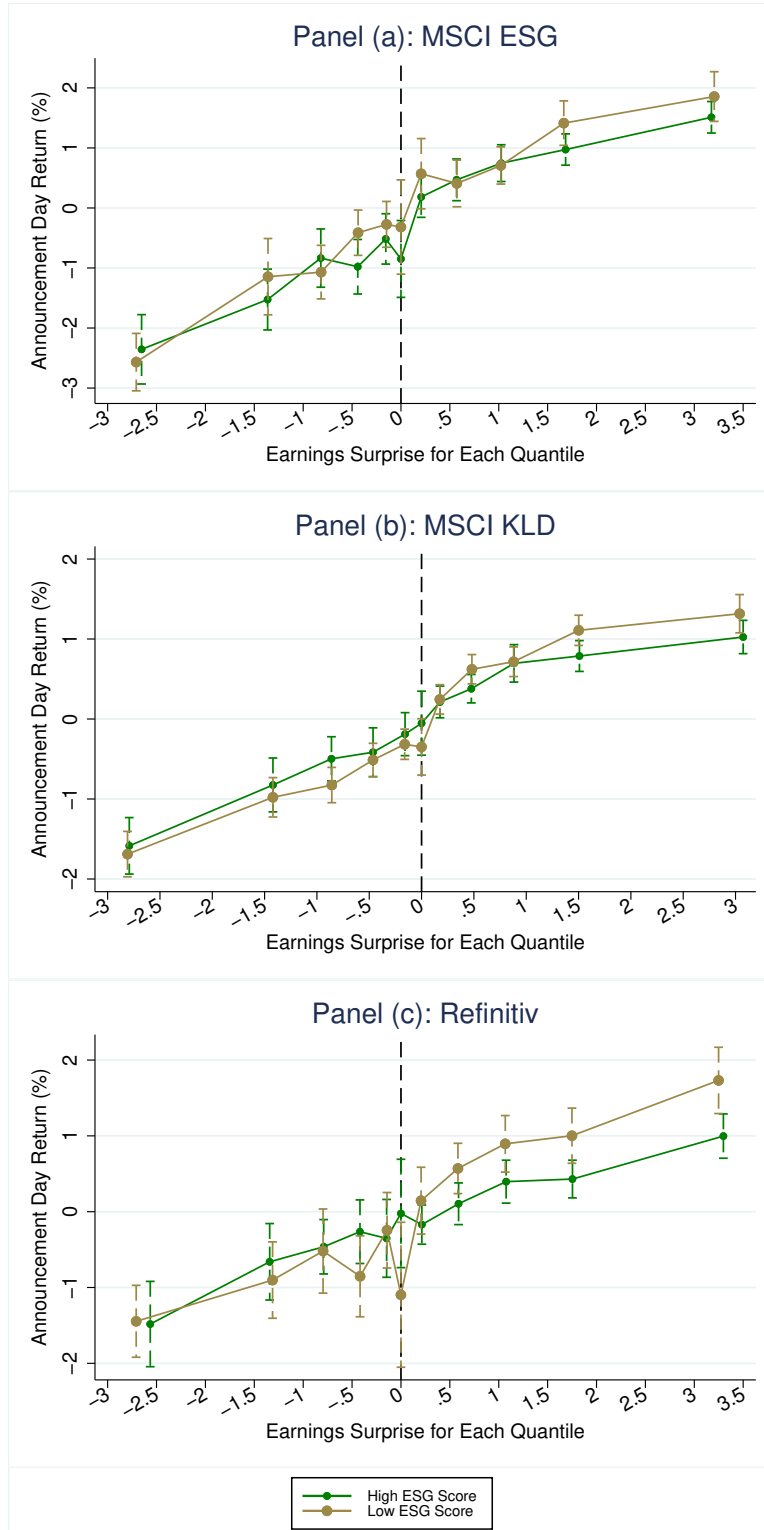 Panel (a): MSCI ESG
Announcement Day Return (%)
2
1
0
−1
−2
−3
−3 −2.5 −2 −1.5 −1 −.5 0 .5 1 1.5 2 2.5 3 3.5
Earnings Surprise for Each Quantile
Panel (b): MSCI KLD
Announcement Day Return (%)
2
1
0
−1
−2
−3 −2.5 −2 −1.5 −1 −.5 0 .5 1 1.5 2 2.5 3
Earnings Surprise for Each Quantile
Panel (c): Refinitiv
Announcement Day Return (%)
2
1
0
−1
−2
−3 −2.5 −2 −1.5 −1 −.5 0 .5 1 1.5 2 2.5 3 3.5
Earnings Surprise for Each Quantile
High ESG Score
Low ESG Score